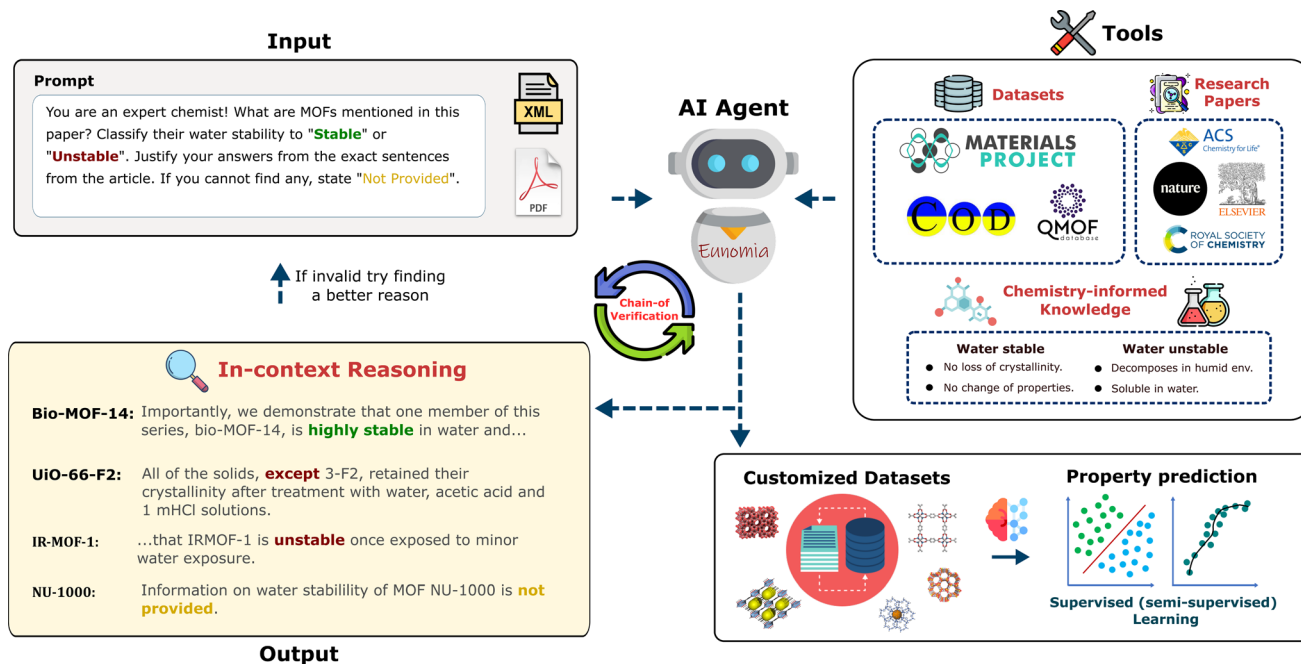 Input
Prompt
You are an expert chemist! What are MOFs mentioned in this
paper? Classify their water stability to "Stable" or
"Unstable". Justify your answers from the exact sentences
from the article. If you cannot find any, state "Not Provided".
XML
PDF
AI Agent
Eunomia
Chain-of
Verification
Tools
Datasets
Research
Papers
MATERIALS
PROJECT
COD
QMOF
database
ACS
Chemistry for Life®
nature
ELSEVIER
ROYAL SOCIETY
OF CHEMISTRY
Chemistry-informed
Knowledge
Water stable
No loss of crystallinity.
No change of properties.
Water unstable
Decomposes in humid env.
Soluble in water.
If invalid try finding
a better reason
In-context Reasoning
Bio-MOF-14: Importantly, we demonstrate that one member of this
series, bio-MOF-14, is highly stable in water and...
UiO-66-F2: All of the solids, except 3-F2, retained their
crystallinity after treatment with water, acetic acid and
1 mHCl solutions.
IR-MOF-1: ...that IRMOF-1 is unstable once exposed to minor
water exposure.
NU-1000: Information on water stabilility of MOF NU-1000 is not
provided.
Output
Customized Datasets
Property prediction
Supervised (semi-supervised)
Learning